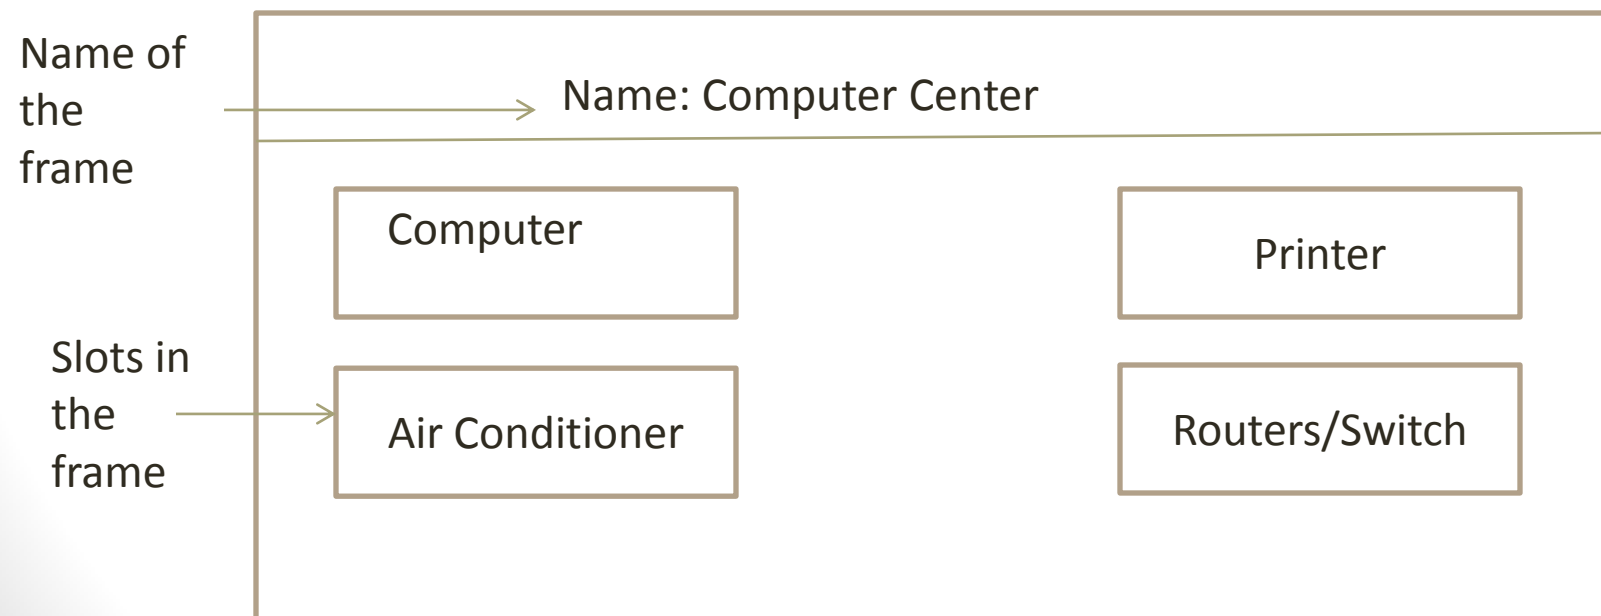 Name of
the
frame
Name: Computer Center
Computer
Printer
Slots in
the
frame
Air Conditioner
Routers/Switch